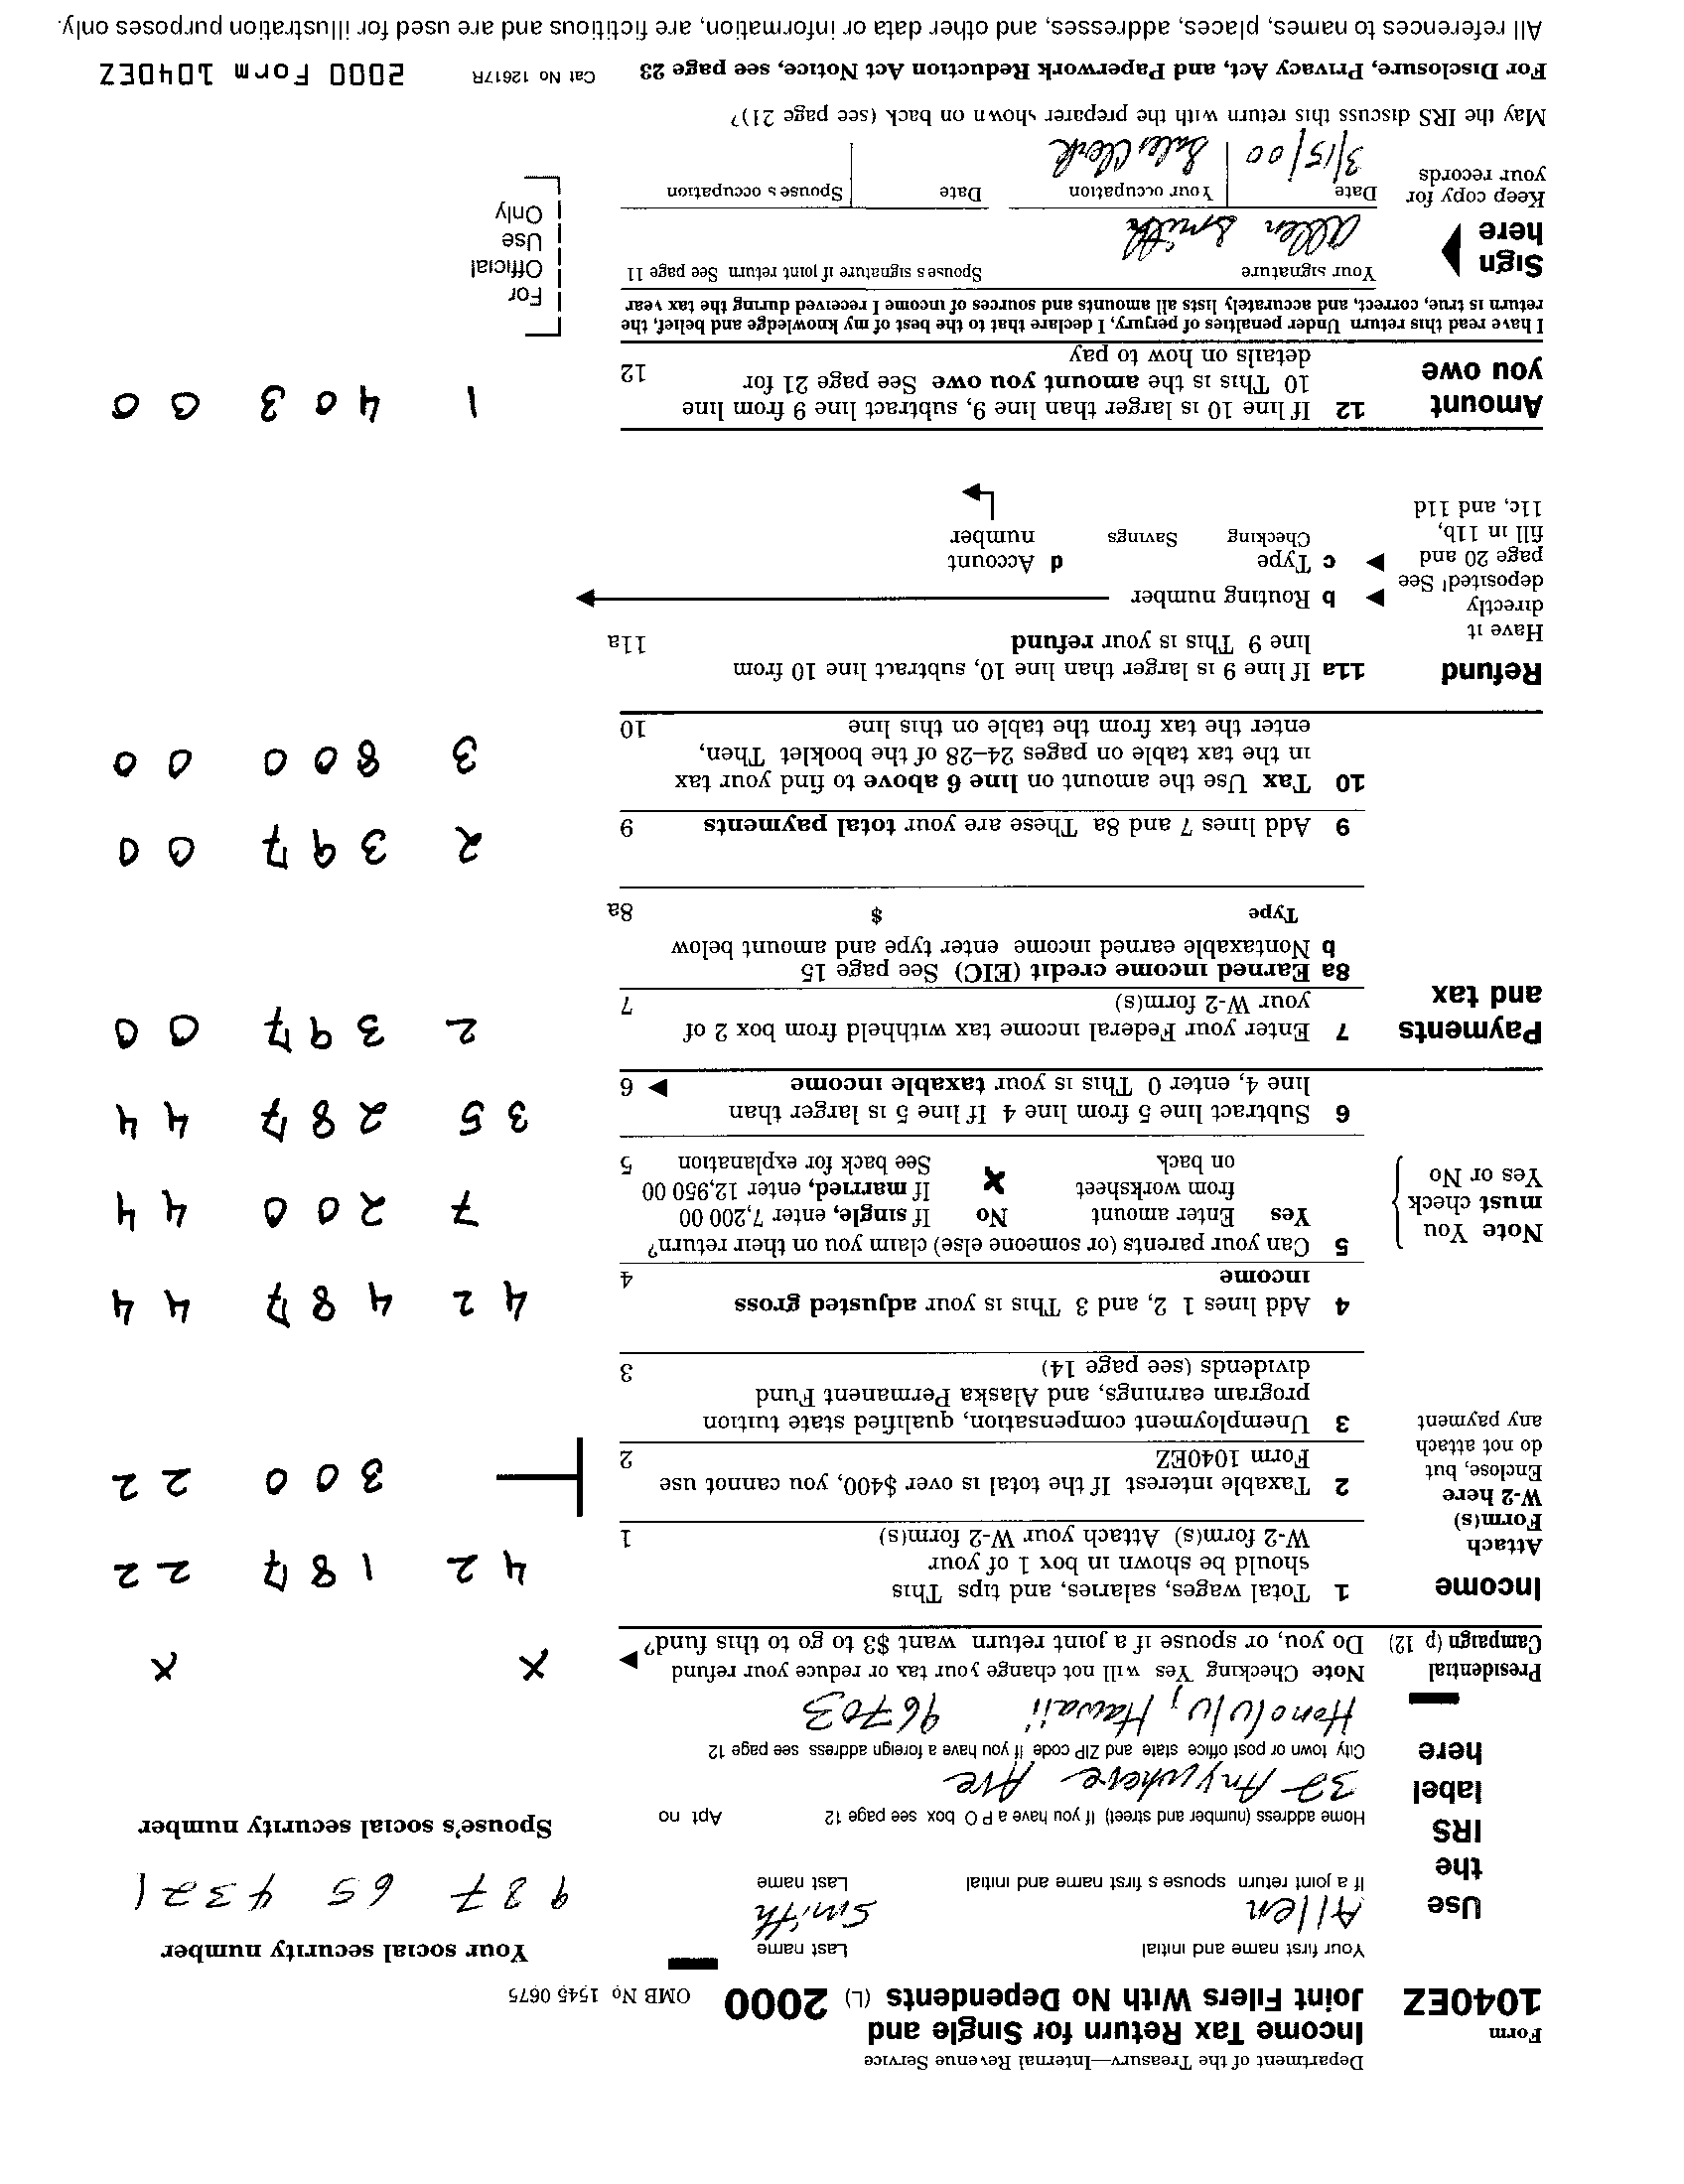 Department of the Treasury—Internal Revenue Service
Form
1040EZ
Income Tax Return for Single and
Joint Filers With No Dependents (L) 2000 OMB No 1545 0675
Use
the
IRS
label
here
Your first name and initial Last name Your social security number
Allen Smith 987 65 4321
If a joint return spouse s first name and initial Last name
Home address (number and street) If you have a P O box see page 12 Apt no Spouse's social security number
32 Anywhere Ave
City town or post office state and ZIP code If you have a foreign address see page 12
Honolulu, Hawaii 96703
Presidential
Campaign (p 12)
Note Checking Yes will not change your tax or reduce your refund
Do you, or spouse if a joint return want $3 to go to this fund? X X
Income
Attach
Form(s)
W-2 here
Enclose, but
do not attach
any payment
1 Total wages, salaries, and tips This
should be shown in box 1 of your
W-2 form(s) Attach your W-2 form(s) 1 42 187 22
2 Taxable interest If the total is over $400, you cannot use
Form 1040EZ 2 300 22
3 Unemployment compensation, qualified state tuition
program earnings, and Alaska Permanent Fund
dividends (see page 14) 3
4 Add lines 1 2, and 3 This is your adjusted gross
income 4 42 487 44
Note You
must check
Yes or No
5 Can your parents (or someone else) claim you on their return?
Yes Enter amount No If single, enter 7,200 00
from worksheet X If married, enter 12,950 00
on back See back for explanation 5 7 200 44
6 Subtract line 5 from line 4 If line 5 is larger than
line 4, enter 0 This is your taxable income 6 35 287 44
Payments
and tax
7 Enter your Federal income tax withheld from box 2 of
your W-2 form(s) 7 2 397 00
8a Earned income credit (EIC) See page 15
b Nontaxable earned income enter type and amount below
Type $ 8a
9 Add lines 7 and 8a These are your total payments 9 2 397 00
10 Tax Use the amount on line 6 above to find your tax
in the tax table on pages 24–28 of the booklet Then,
enter the tax from the table on this line 10 3 800 00
Refund
Have it
directly
deposited! See
page 20 and
fill in 11b,
11c, and 11d
11a If line 9 is larger than line 10, subtract line 10 from
line 9 This is your refund 11a
b Routing number
c Type d Account
Checking Savings number
Amount
you owe
12 If line 10 is larger than line 9, subtract line 9 from line
10 This is the amount you owe See page 21 for
details on how to pay 12 1 403 00
I have read this return Under penalties of perjury, I declare that to the best of my knowledge and belief, the
return is true, correct, and accurately lists all amounts and sources of income I received during the tax year
Sign
here
Keep copy for
your records
Your signature Spouse s signature if joint return See page 11
Allen Smith
Date Your occupation Date Spouse s occupation
3/15/00 Sales Clerk
For
Official
Use
Only
May the IRS discuss this return with the preparer shown on back (see page 21)?
For Disclosure, Privacy Act, and Paperwork Reduction Act Notice, see page 23 Cat No 12617R 2000 Form 1040EZ
All references to names, places, addresses, and other data or information, are fictitious and are used for illustration purposes only.